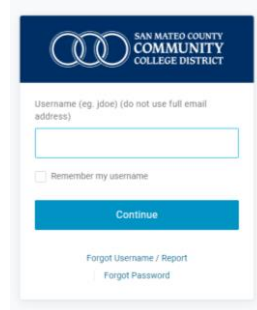 SAN MATEO COUNTY
COMMUNITY
COLLEGE DISTRICT
Username (eg. jdoe) (do not use full email
address)
Remember my username
Continue
Forgot Username / Report
Forgot Password